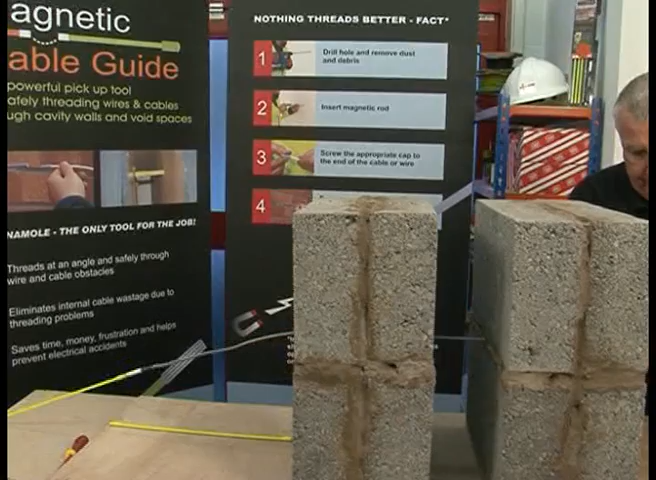 agnetic
able Guide
powerful pick up tool
afely threading wires & cables
ugh cavity walls and void spaces
NAMOLE - THE ONLY TOOL FOR THE JOB!
Threads at an angle and safely through
wire and cable obstacles
Eliminates internal cable wastage due to
threading problems
Saves time, money, frustration and helps
prevent electrical accidents
NOTHING THREADS BETTER - FACT*
1
Drill hole and remove dust
and debris
2
Insert magnetic rod
3
Screw the appropriate cap to
the end of the cable or wire
4